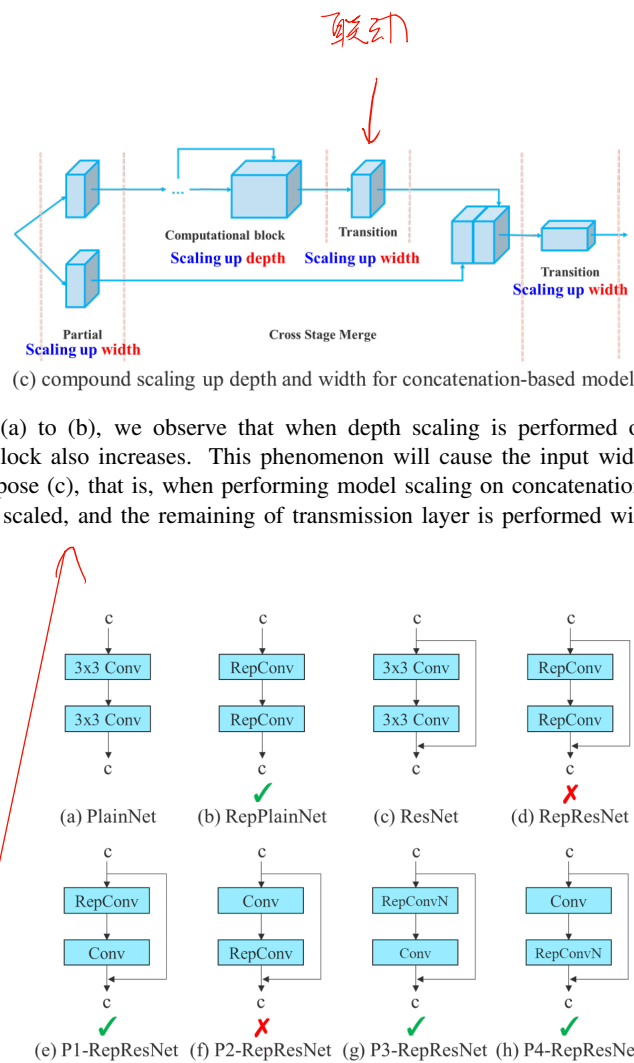 联动
...
Computational block
Transition
Scaling up depth
Scaling up width
Transition
Scaling up width
Partial
Cross Stage Merge
Scaling up width
(c) compound scaling up depth and width for concatenation-based model
(a) to (b), we observe that when depth scaling is performed o
lock also increases. This phenomenon will cause the input wid
pose (c), that is, when performing model scaling on concatenation
scaled, and the remaining of transmission layer is performed wi
c c c c
3x3 Conv RepConv 3x3 Conv RepConv
3x3 Conv RepConv 3x3 Conv RepConv
c c c c
✓ ✗
(a) PlainNet (b) RepPlainNet (c) ResNet (d) RepResNet
c c c c
RepConv Conv RepConvN Conv
Conv RepConv Conv RepConvN
c c c c
✓ ✗ ✓ ✓
(e) P1-RepResNet (f) P2-RepResNet (g) P3-RepResNet (h) P4-RepResNe